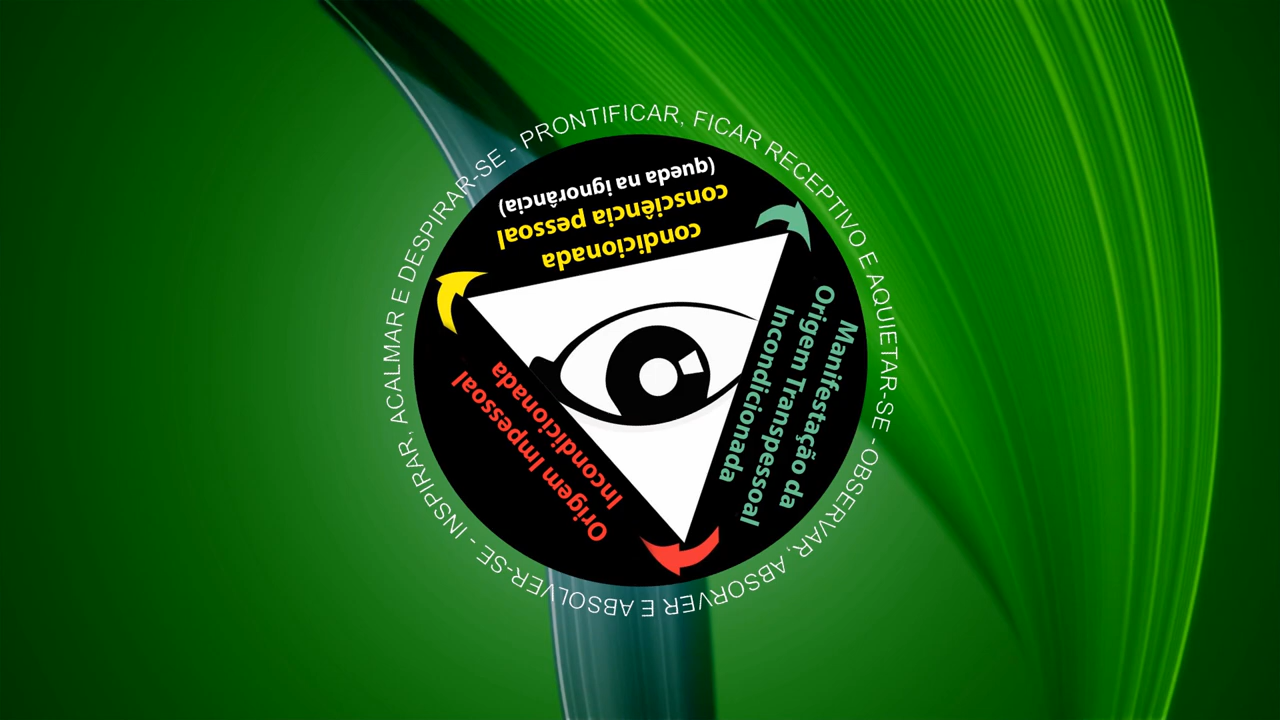 PRONTIFICAR, FICAR RECEPTIVO E AQUIETAR-SE - OBSERVAR, ABSORVER E ABSOLVER-SE - INSPIRAR, ACALMAR E DESPIRAR-SE -
condicionada
consciência pessoal
(queda na ignorância)
Manifestação da
Origem Transpessoal
Incondicionada
Origem Impessoal
Incondicionada